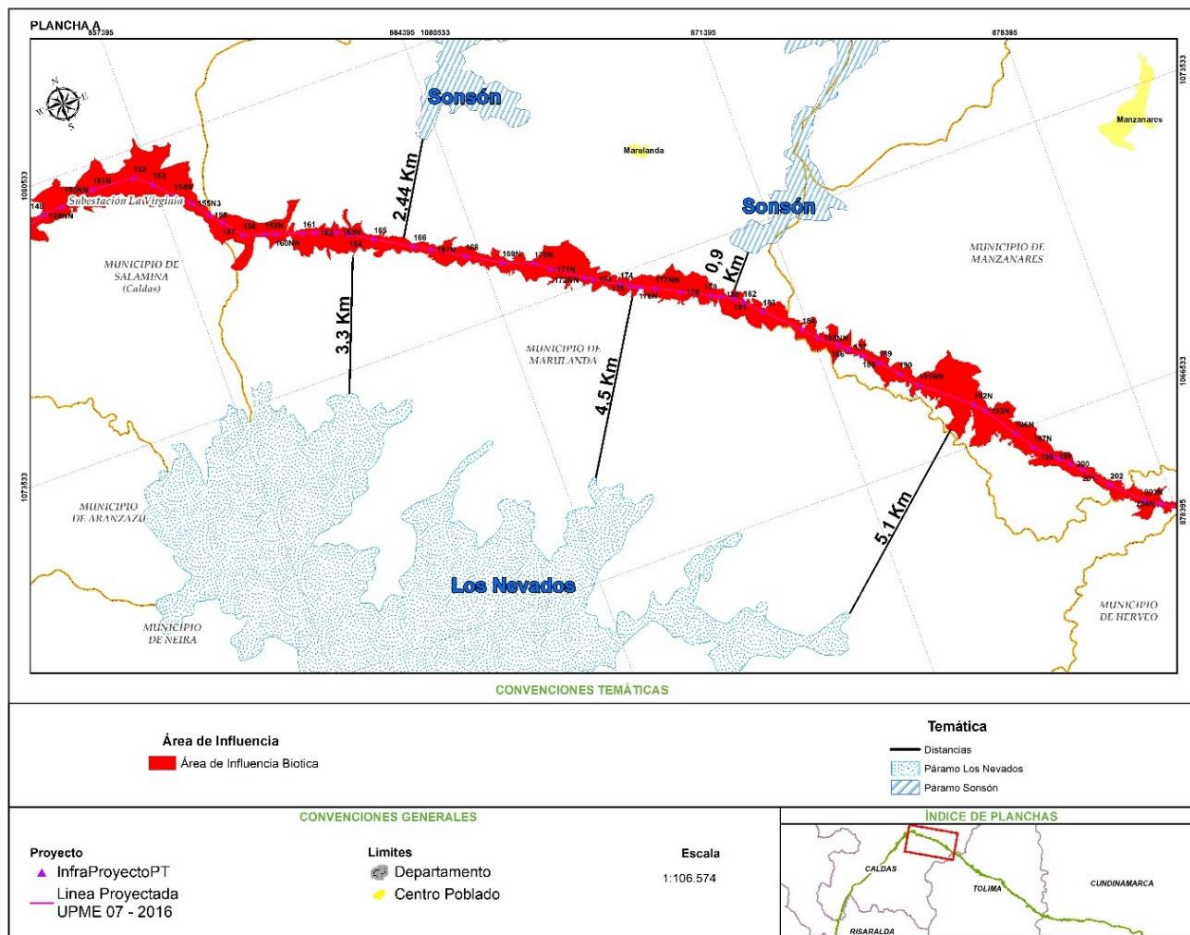 PLANCHA A
857395
864395
1080533
871395
878395
1073533
N
E
S
W
Sonsón
Manzanares
Marulanda
1080533
2,44 Km
Sonsón
Subestación La Virginia
0,9
Km
MUNICIPIO DE
SALAMINA
(Caldas)
MUNICIPIO DE
MANZANARES
3.3 Km
MUNICIPIO DE
MARULANDA
4.5 Km
1066833
1073533
MUNICIPIO
DE ARANZAZU
5,1 Km
878395
Los Nevados
MUNICIPIO
DE NEIRA
MUNICIPIO
DE HERVEO
CONVENCIONES TEMÁTICAS
Área de Influencia
Área de Influencia Biotica
Temática
Distancias
Páramo Los Nevados
Páramo Sonsón
CONVENCIONES GENERALES
Proyecto
InfraProyectoPT
Linea Proyectada
UPME 07 - 2016
Limites
Departamento
Centro Poblado
Escala
1:106.574
ÍNDICE DE PLANCHAS
CALDAS
TOLIMA
CUNDINAMARCA
RISARALDA